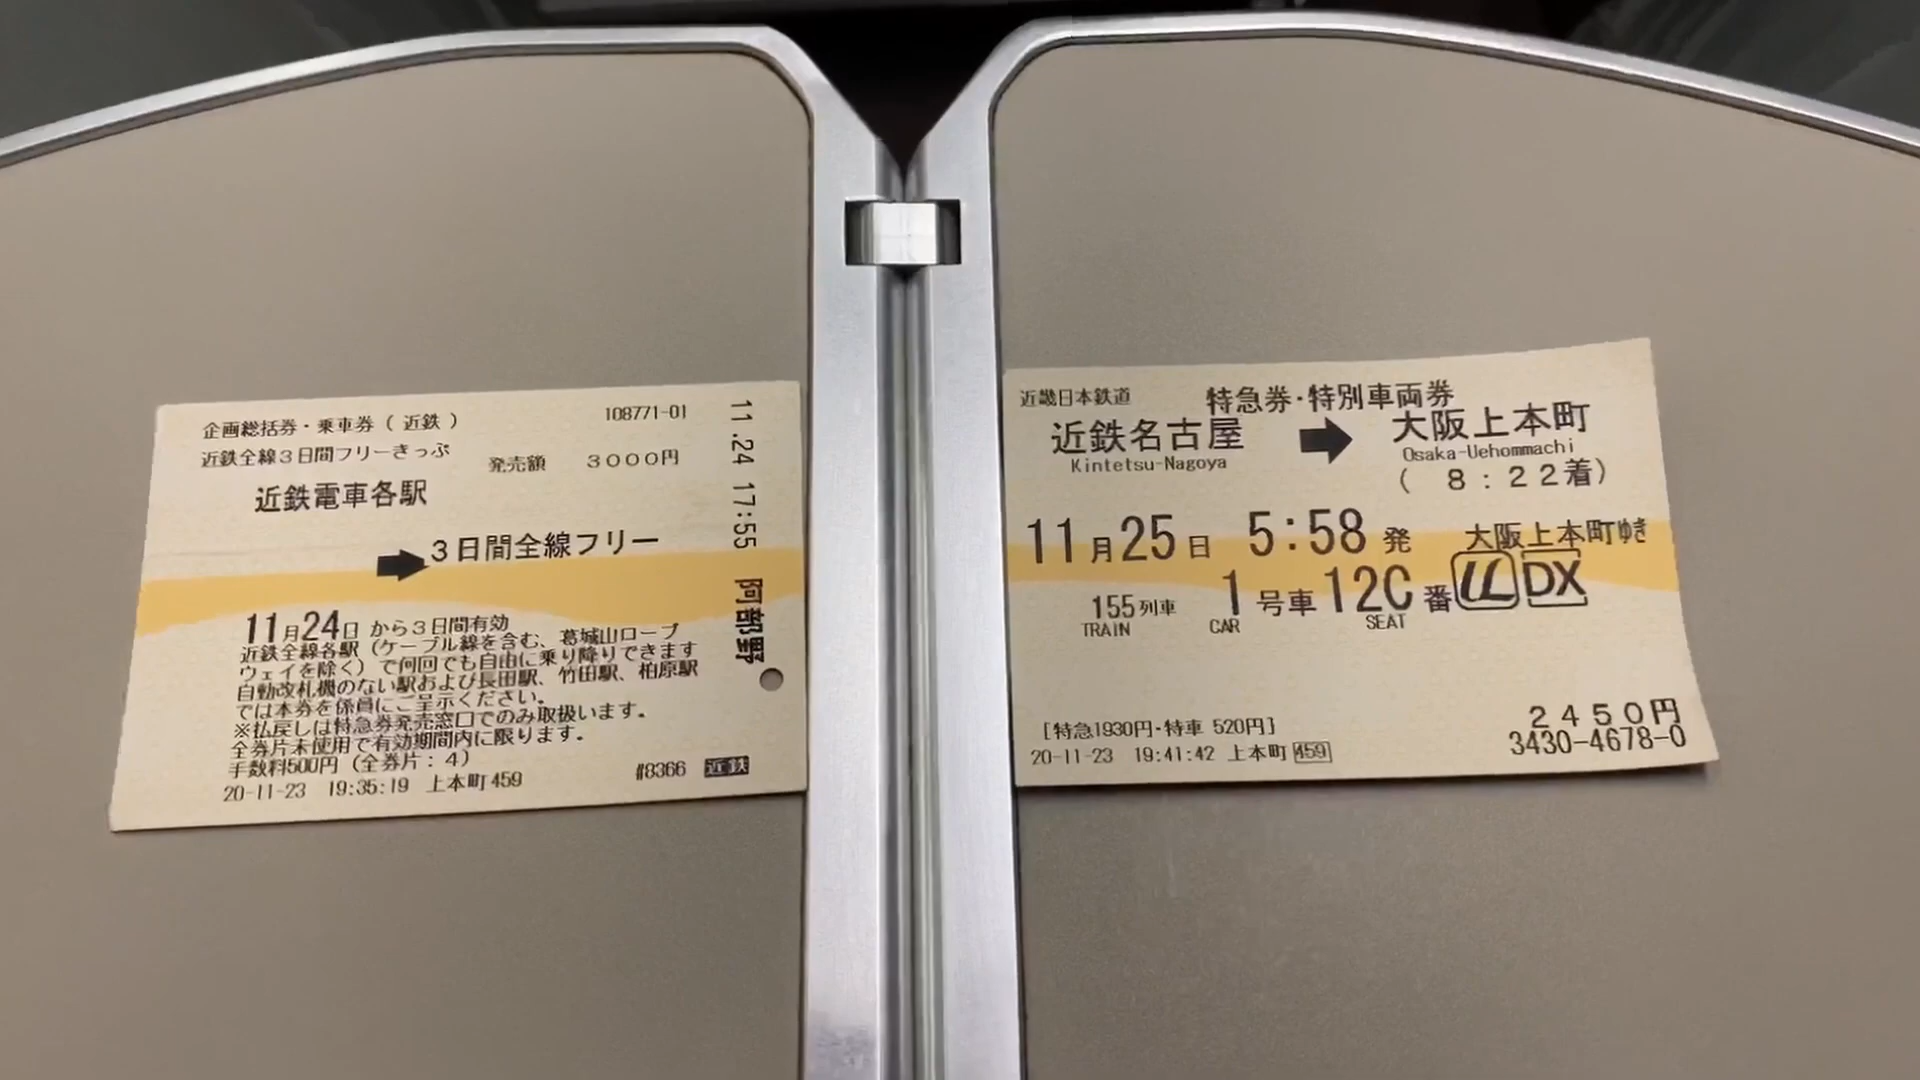 企画総括券・乗車券(近鉄)
108771-01
近鉄全線3日間フリーきっぷ
発売額 3000円
近鉄電車各駅
➡3日間全線フリー
11月24日 から3日間有効
近鉄全線各駅(ケーブル線を含む、葛城山ロープ
ウェイを除く)で何回でも自由に乗り降りできます
自動改札機のない駅および長田駅、竹田駅、柏原駅
では本券を係員にご呈示ください。
※払戻しは特急券発売窓口でのみ取扱います。
全券片未使用で有効期間内に限ります。
手数料500円(全券片:4)
20-11-23 19:35:19 上本町459
#8366 近鉄
11.24 17:55 阿部野
近畿日本鉄道
特急券・特別車両券
近鉄名古屋 ➡ 大阪上本町
Kintetsu-Nagoya Osaka-Uehommachi
( 8:22着)
11月25日 5:58発 大阪上本町ゆき
155列車 1号車 12C番 UL DX
TRAIN CAR SEAT
[特急1930円・特車 520円]
2450円
20-11-23 19:41:42 上本町 459
3430-4678-0